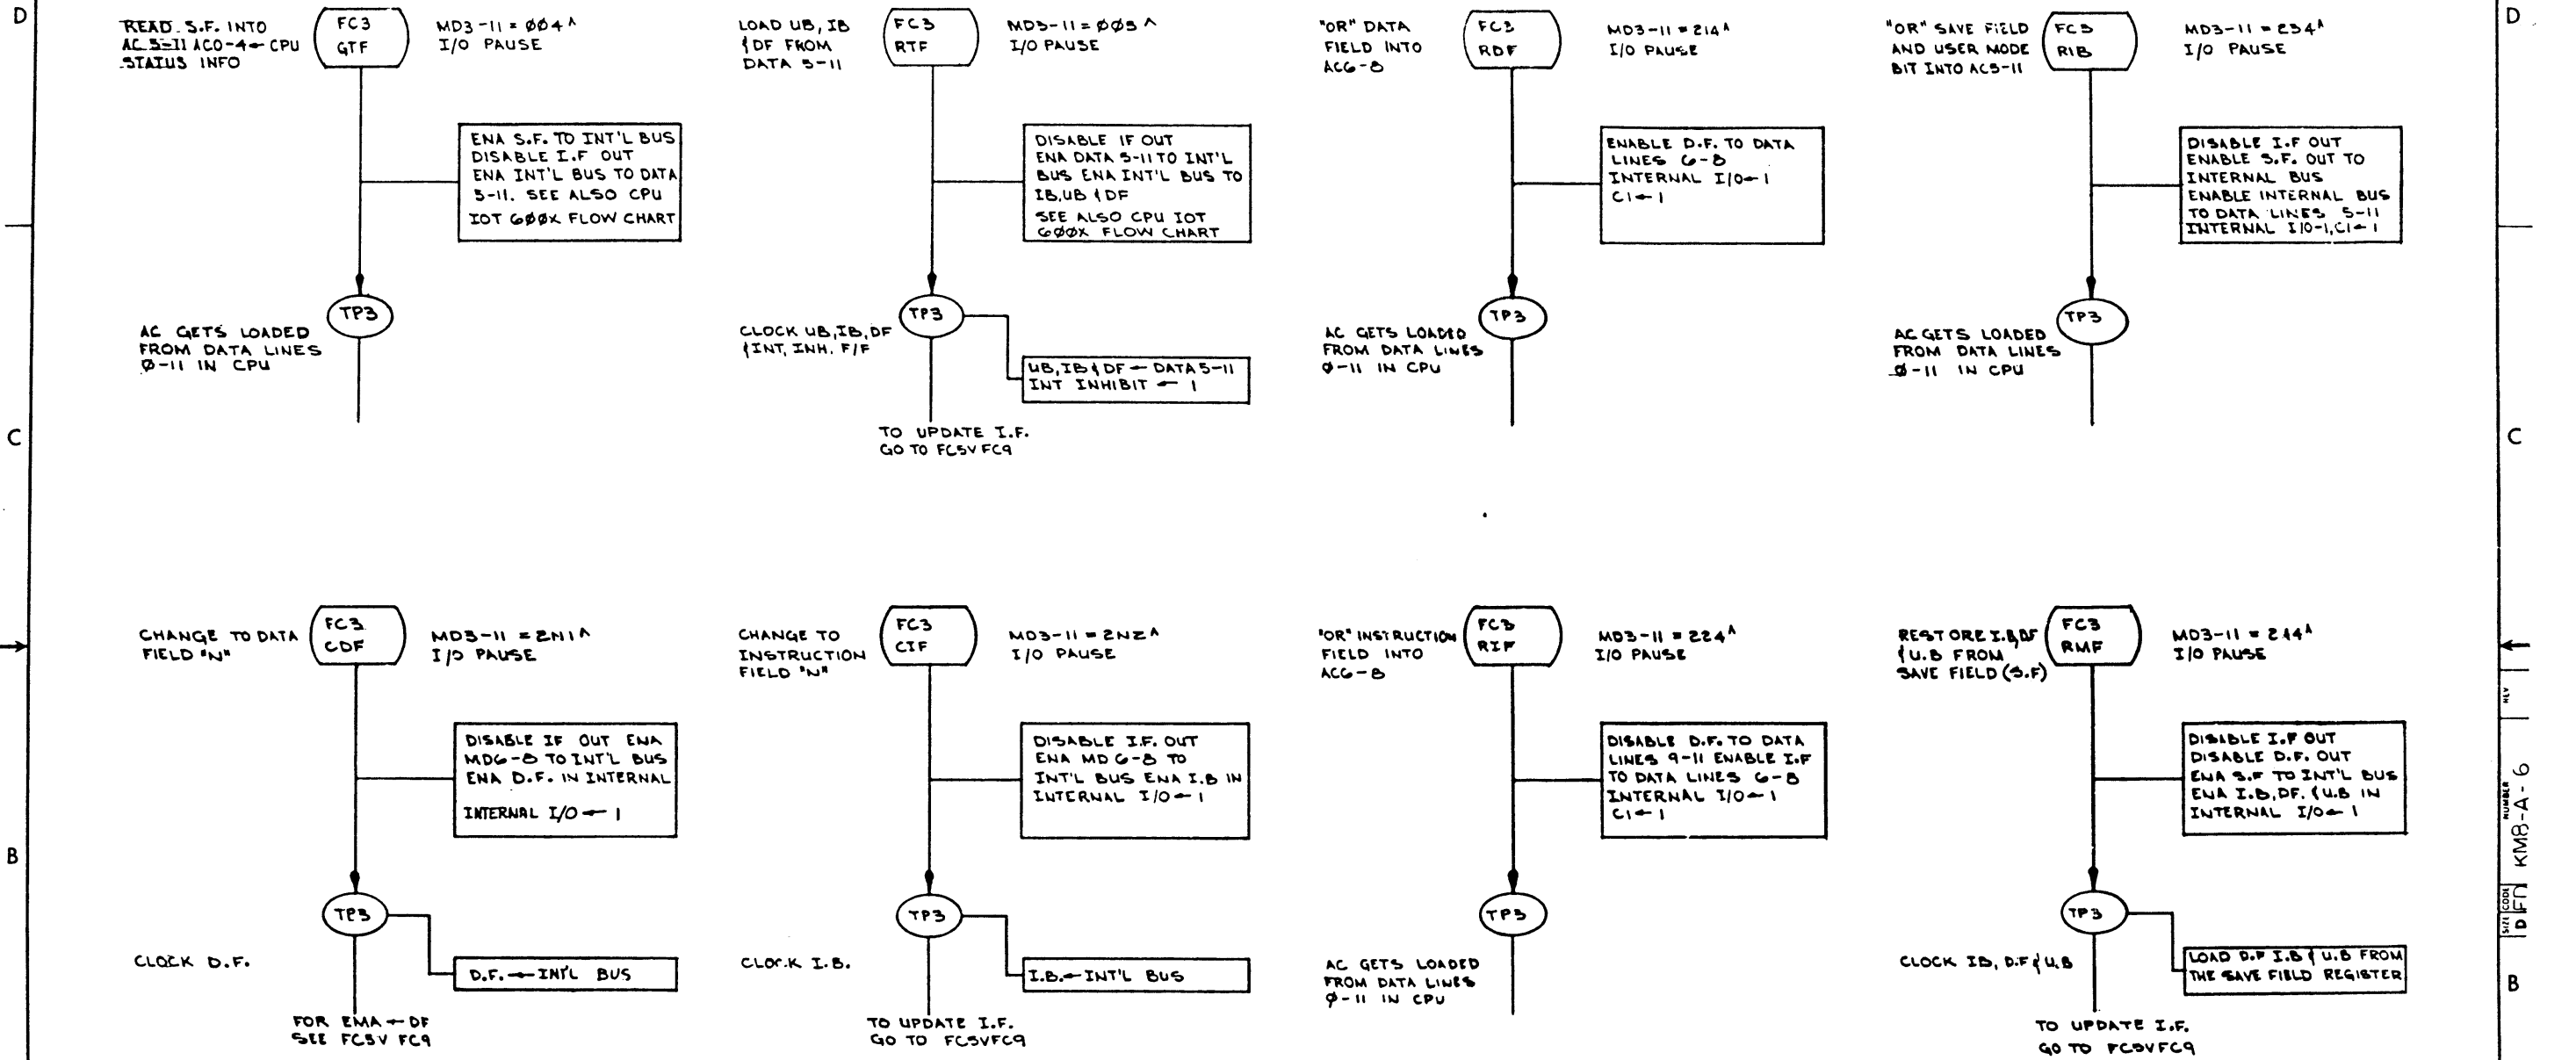 D
READ. S.F. INTO
AC 5-11 AC0-4← CPU
STATUS INFO
FC3
GTF
MD3-11 = ØØ4 ^
I/O PAUSE
ENA S.F. TO INT'L BUS
DISABLE I.F OUT
ENA INT'L BUS TO DATA
5-11. SEE ALSO CPU
IOT 6ØØX FLOW CHART
TP3
AC GETS LOADED
FROM DATA LINES
Ø-11 IN CPU
LOAD UB, IB
& DF FROM
DATA 5-11
FC3
RTF
MD3-11 = ØØ5 ^
I/O PAUSE
DISABLE IF OUT
ENA DATA 5-11 TO INT'L
BUS ENA INT'L BUS TO
IB,UB & DF
SEE ALSO CPU IOT
6ØØX FLOW CHART
TP3
CLOCK UB, IB, DF
& INT, INH. F/F
UB, IB & DF ← DATA 5-11
INT INHIBIT ← 1
TO UPDATE I.F.
GO TO FC5V FC9
"OR" DATA
FIELD INTO
AC6-8
FC3
RDF
MD3-11 = 214 ^
I/O PAUSE
ENABLE D.F. TO DATA
LINES 6-8
INTERNAL I/O ← 1
C1 ← 1
TP3
AC GETS LOADED
FROM DATA LINES
Ø-11 IN CPU
"OR" SAVE FIELD
AND USER MODE
BIT INTO AC5-11
FC3
RIB
MD3-11 = 234 ^
I/O PAUSE
DISABLE I.F OUT
ENABLE S.F. OUT TO
INTERNAL BUS
ENABLE INTERNAL BUS
TO DATA LINES 5-11
INTERNAL I/O-1, C1 ← 1
TP3
AC GETS LOADED
FROM DATA LINES
Ø-11 IN CPU
D
C
C
CHANGE TO DATA
FIELD "N"
FC3
CDF
MD3-11 = 2N1 ^
I/O PAUSE
DISABLE IF OUT ENA
MD6-8 TO INT'L BUS
ENA D.F. IN INTERNAL
INTERNAL I/O ← 1
TP3
CLOCK D.F.
D.F. ← INT'L BUS
FOR EMA ← DF
SEE FC5V FC9
CHANGE TO
INSTRUCTION
FIELD "N"
FC3
CIF
MD3-11 = 2N2 ^
I/O PAUSE
DISABLE I.F. OUT
ENA MD 6-8 TO
INT'L BUS ENA I.B IN
INTERNAL I/O ← 1
TP3
CLOCK I.B.
I.B. ← INT'L BUS
TO UPDATE I.F.
GO TO FC5VFC9
"OR" INSTRUCTION
FIELD INTO
AC6-8
FC3
RIF
MD3-11 = 224 ^
I/O PAUSE
DISABLE D.F. TO DATA
LINES 9-11 ENABLE I.F
TO DATA LINES 6-8
INTERNAL I/O ← 1
C1 ← 1
TP3
AC GETS LOADED
FROM DATA LINES
Ø-11 IN CPU
RESTORE I.B, DF
& U.B FROM
SAVE FIELD (S.F)
FC3
RMF
MD3-11 = 244 ^
I/O PAUSE
DISABLE I.F OUT
DISABLE D.F. OUT
ENA S.F TO INT'L BUS
ENA I.B, DF. & U.B IN
INTERNAL I/O ← 1
TP3
CLOCK IB, D.F & U.B
LOAD D.F I.B & U.B FROM
THE SAVE FIELD REGISTER
TO UPDATE I.F.
GO TO FC5VFC9
B
B
REV
NUMBER
KM8-A-6
SIZE CODE
D FD